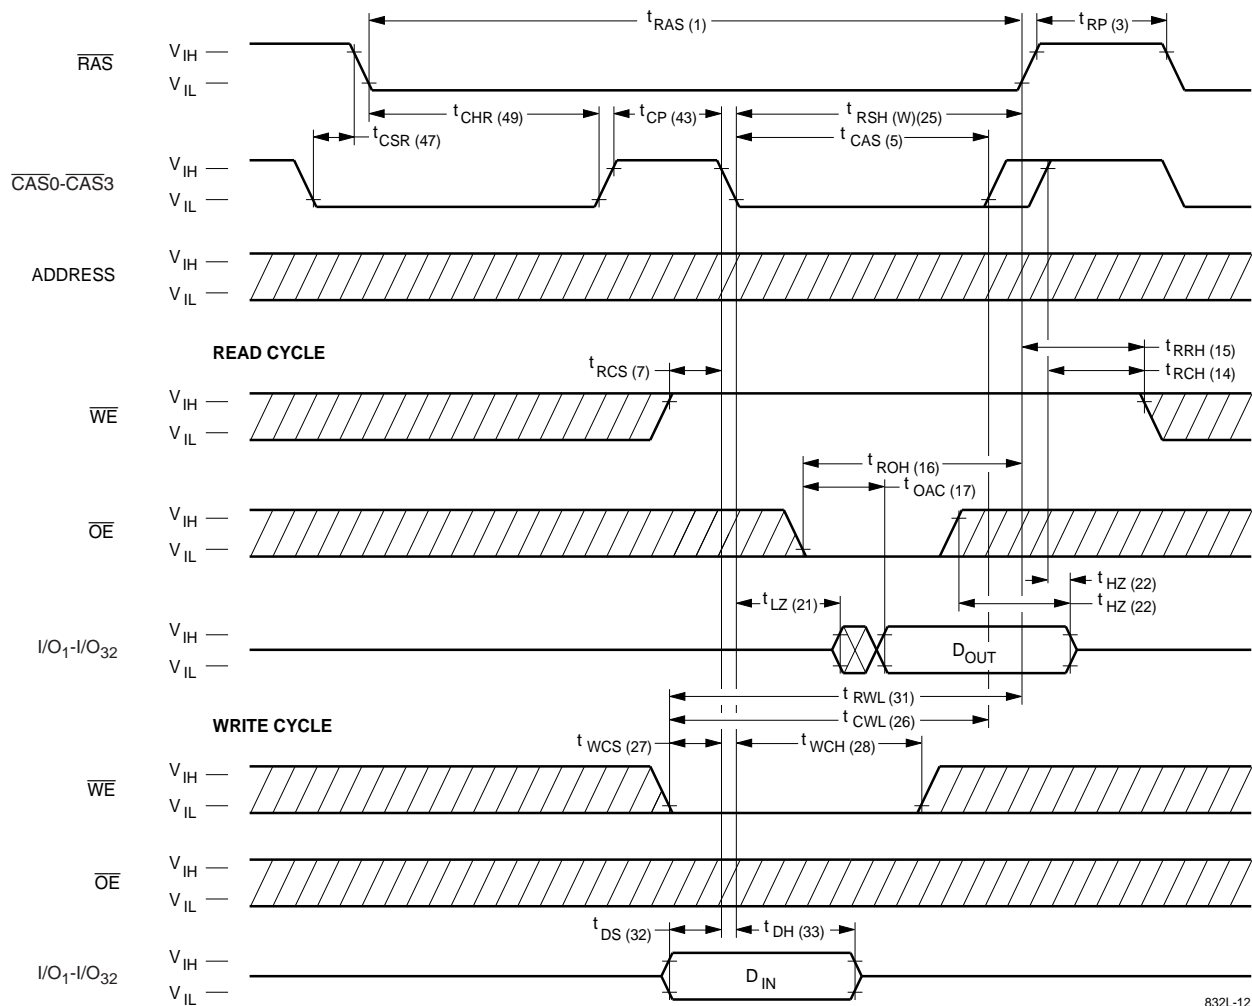 t RAS (1)
t RP (3)
RAS
V IH
V IL
t CHR (49)
t CP (43)
t RSH (W)(25)
t CSR (47)
t CAS (5)
CAS0-CAS3
V IH
V IL
ADDRESS
V IH
V IL
READ CYCLE
t RRH (15)
t RCS (7)
t RCH (14)
WE
V IH
V IL
t ROH (16)
t OAC (17)
OE
V IH
V IL
t HZ (22)
t LZ (21)
t HZ (22)
I/O1-I/O32
V IH
V IL
DOUT
t RWL (31)
WRITE CYCLE
t CWL (26)
t WCS (27)
t WCH (28)
WE
V IH
V IL
OE
V IH
V IL
t DS (32)
t DH (33)
I/O1-I/O32
V IH
V IL
D IN
832L-12